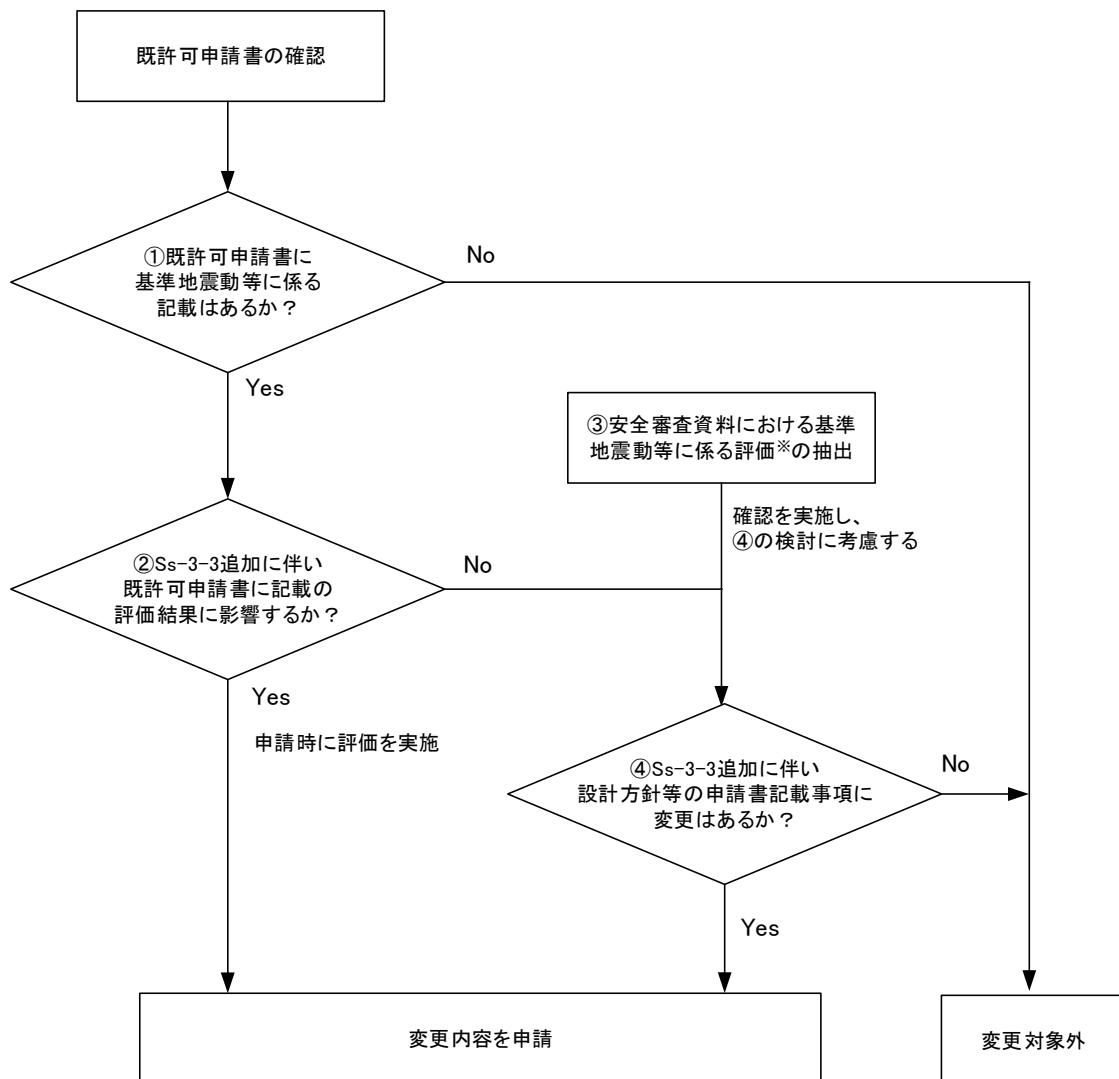 既許可申請書の確認
①既許可申請書に
基準地震動等に係る
記載はあるか？
No
Yes
③安全審査資料における基準
地震動等に係る評価※の抽出
確認を実施し、
④の検討に考慮する
②Ss-3-3追加に伴い
既許可申請書に記載の
評価結果に影響するか？
No
Yes
申請時に評価を実施
④Ss-3-3追加に伴い
設計方針等の申請書記載事項に
変更はあるか？
No
Yes
変更内容を申請
変更対象外